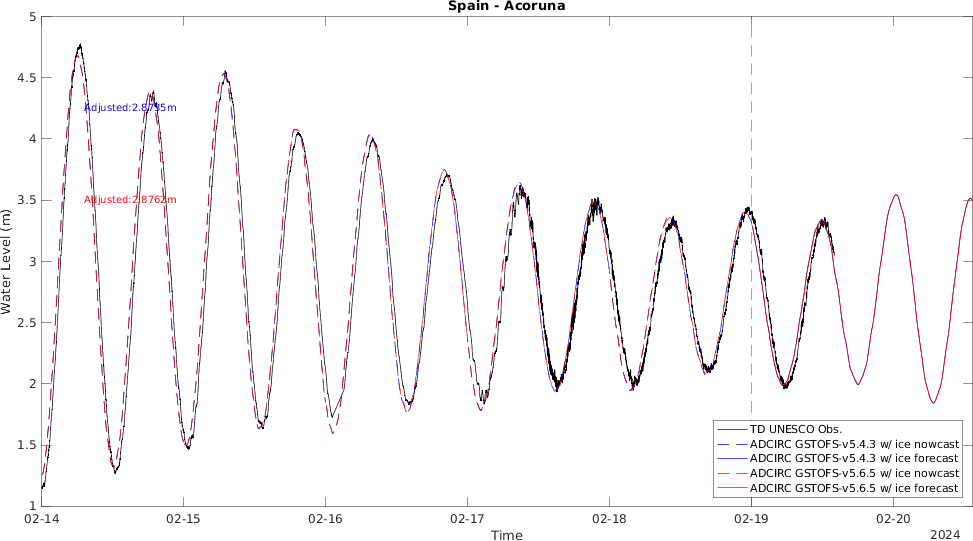 Spain - Acoruna
5
4.5
4
3.5
3
2.5
2
1.5
1
Water Level (m)
Adjusted:2.8795m
Adjusted:2.8762m
TD UNESCO Obs.
ADCIRC GSTOFS-v5.4.3 w/ ice nowcast
ADCIRC GSTOFS-v5.4.3 w/ ice forecast
ADCIRC GSTOFS-v5.6.5 w/ ice nowcast
ADCIRC GSTOFS-v5.6.5 w/ ice forecast
02-14
02-15
02-16
02-17
02-18
02-19
02-20
Time
2024